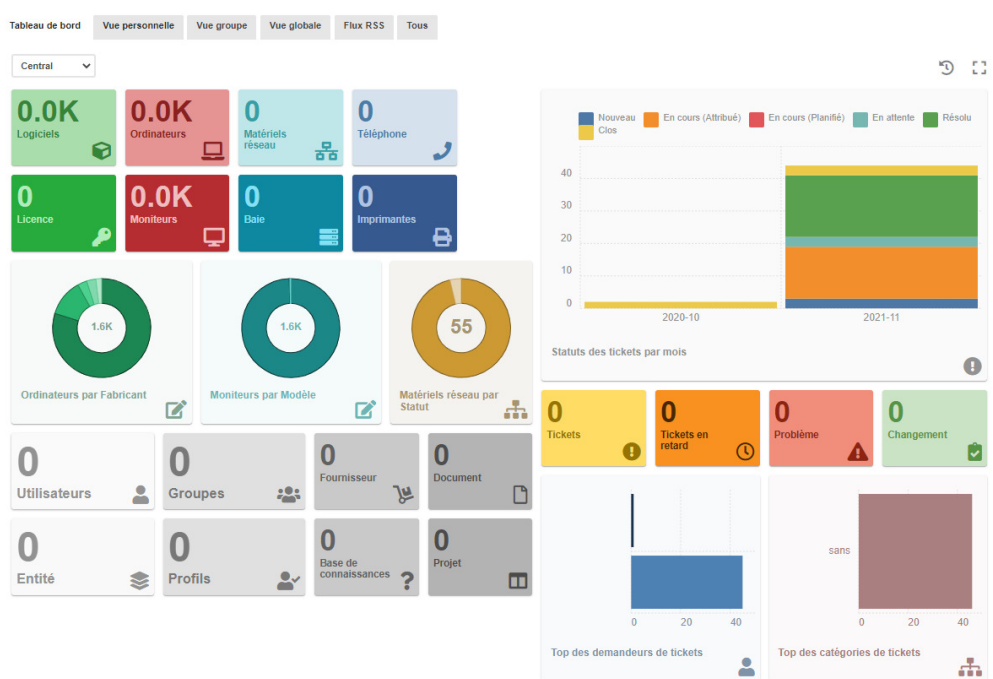 Tableau de bord
Vue personnelle
Vue groupe
Vue globale
Flux RSS
Tous
Central
0.0K
Logiciels
0.0K
Ordinateurs
0
Matériels
réseau
0
Téléphone
0
Licence
0.0K
Moniteurs
0
Baie
0
Imprimantes
1.6K
Ordinateurs par Fabricant
1.6K
Moniteurs par Modèle
55
Matériels réseau par
Statut
0
Utilisateurs
0
Groupes
0
Fournisseur
0
Document
0
Entité
0
Profils
0
Base de
connaissances
0
Projet
Nouveau
En cours (Attribué)
En cours (Planifié)
En attente
Résolu
Clos
40
30
20
10
0
2020-10
2021-11
Statuts des tickets par mois
0
Tickets
0
Tickets en
retard
0
Problème
0
Changement
0
20
40
Top des demandeurs de tickets
sans
0
20
40
Top des catégories de tickets